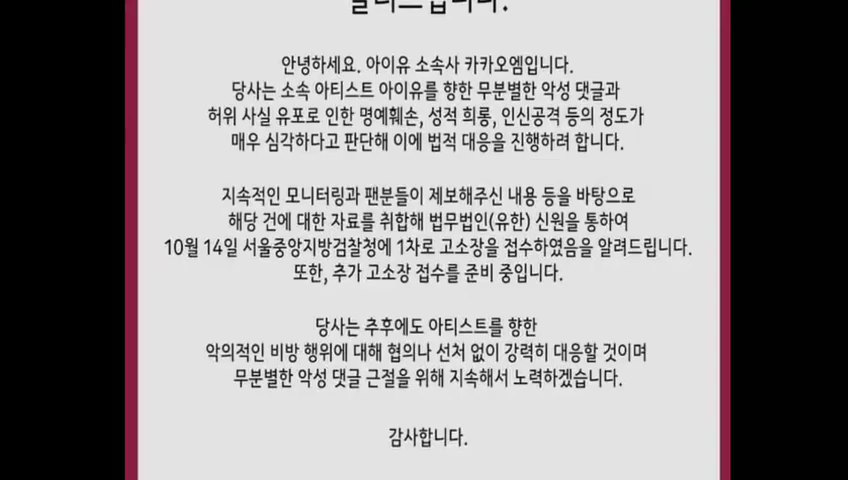 알려드립니다.
안녕하세요. 아이유 소속사 카카오엠입니다.
당사는 소속 아티스트 아이유를 향한 무분별한 악성 댓글과
허위 사실 유포로 인한 명예훼손, 성적 희롱, 인신공격 등의 정도가
매우 심각하다고 판단해 이에 법적 대응을 진행하려 합니다.
지속적인 모니터링과 팬분들이 제보해주신 내용 등을 바탕으로
해당 건에 대한 자료를 취합해 법무법인(유한) 신원을 통하여
10월 14일 서울중앙지방검찰청에 1차로 고소장을 접수하였음을 알려드립니다.
또한, 추가 고소장 접수를 준비 중입니다.
당사는 추후에도 아티스트를 향한
악의적인 비방 행위에 대해 협의나 선처 없이 강력히 대응할 것이며
무분별한 악성 댓글 근절을 위해 지속해서 노력하겠습니다.
감사합니다.